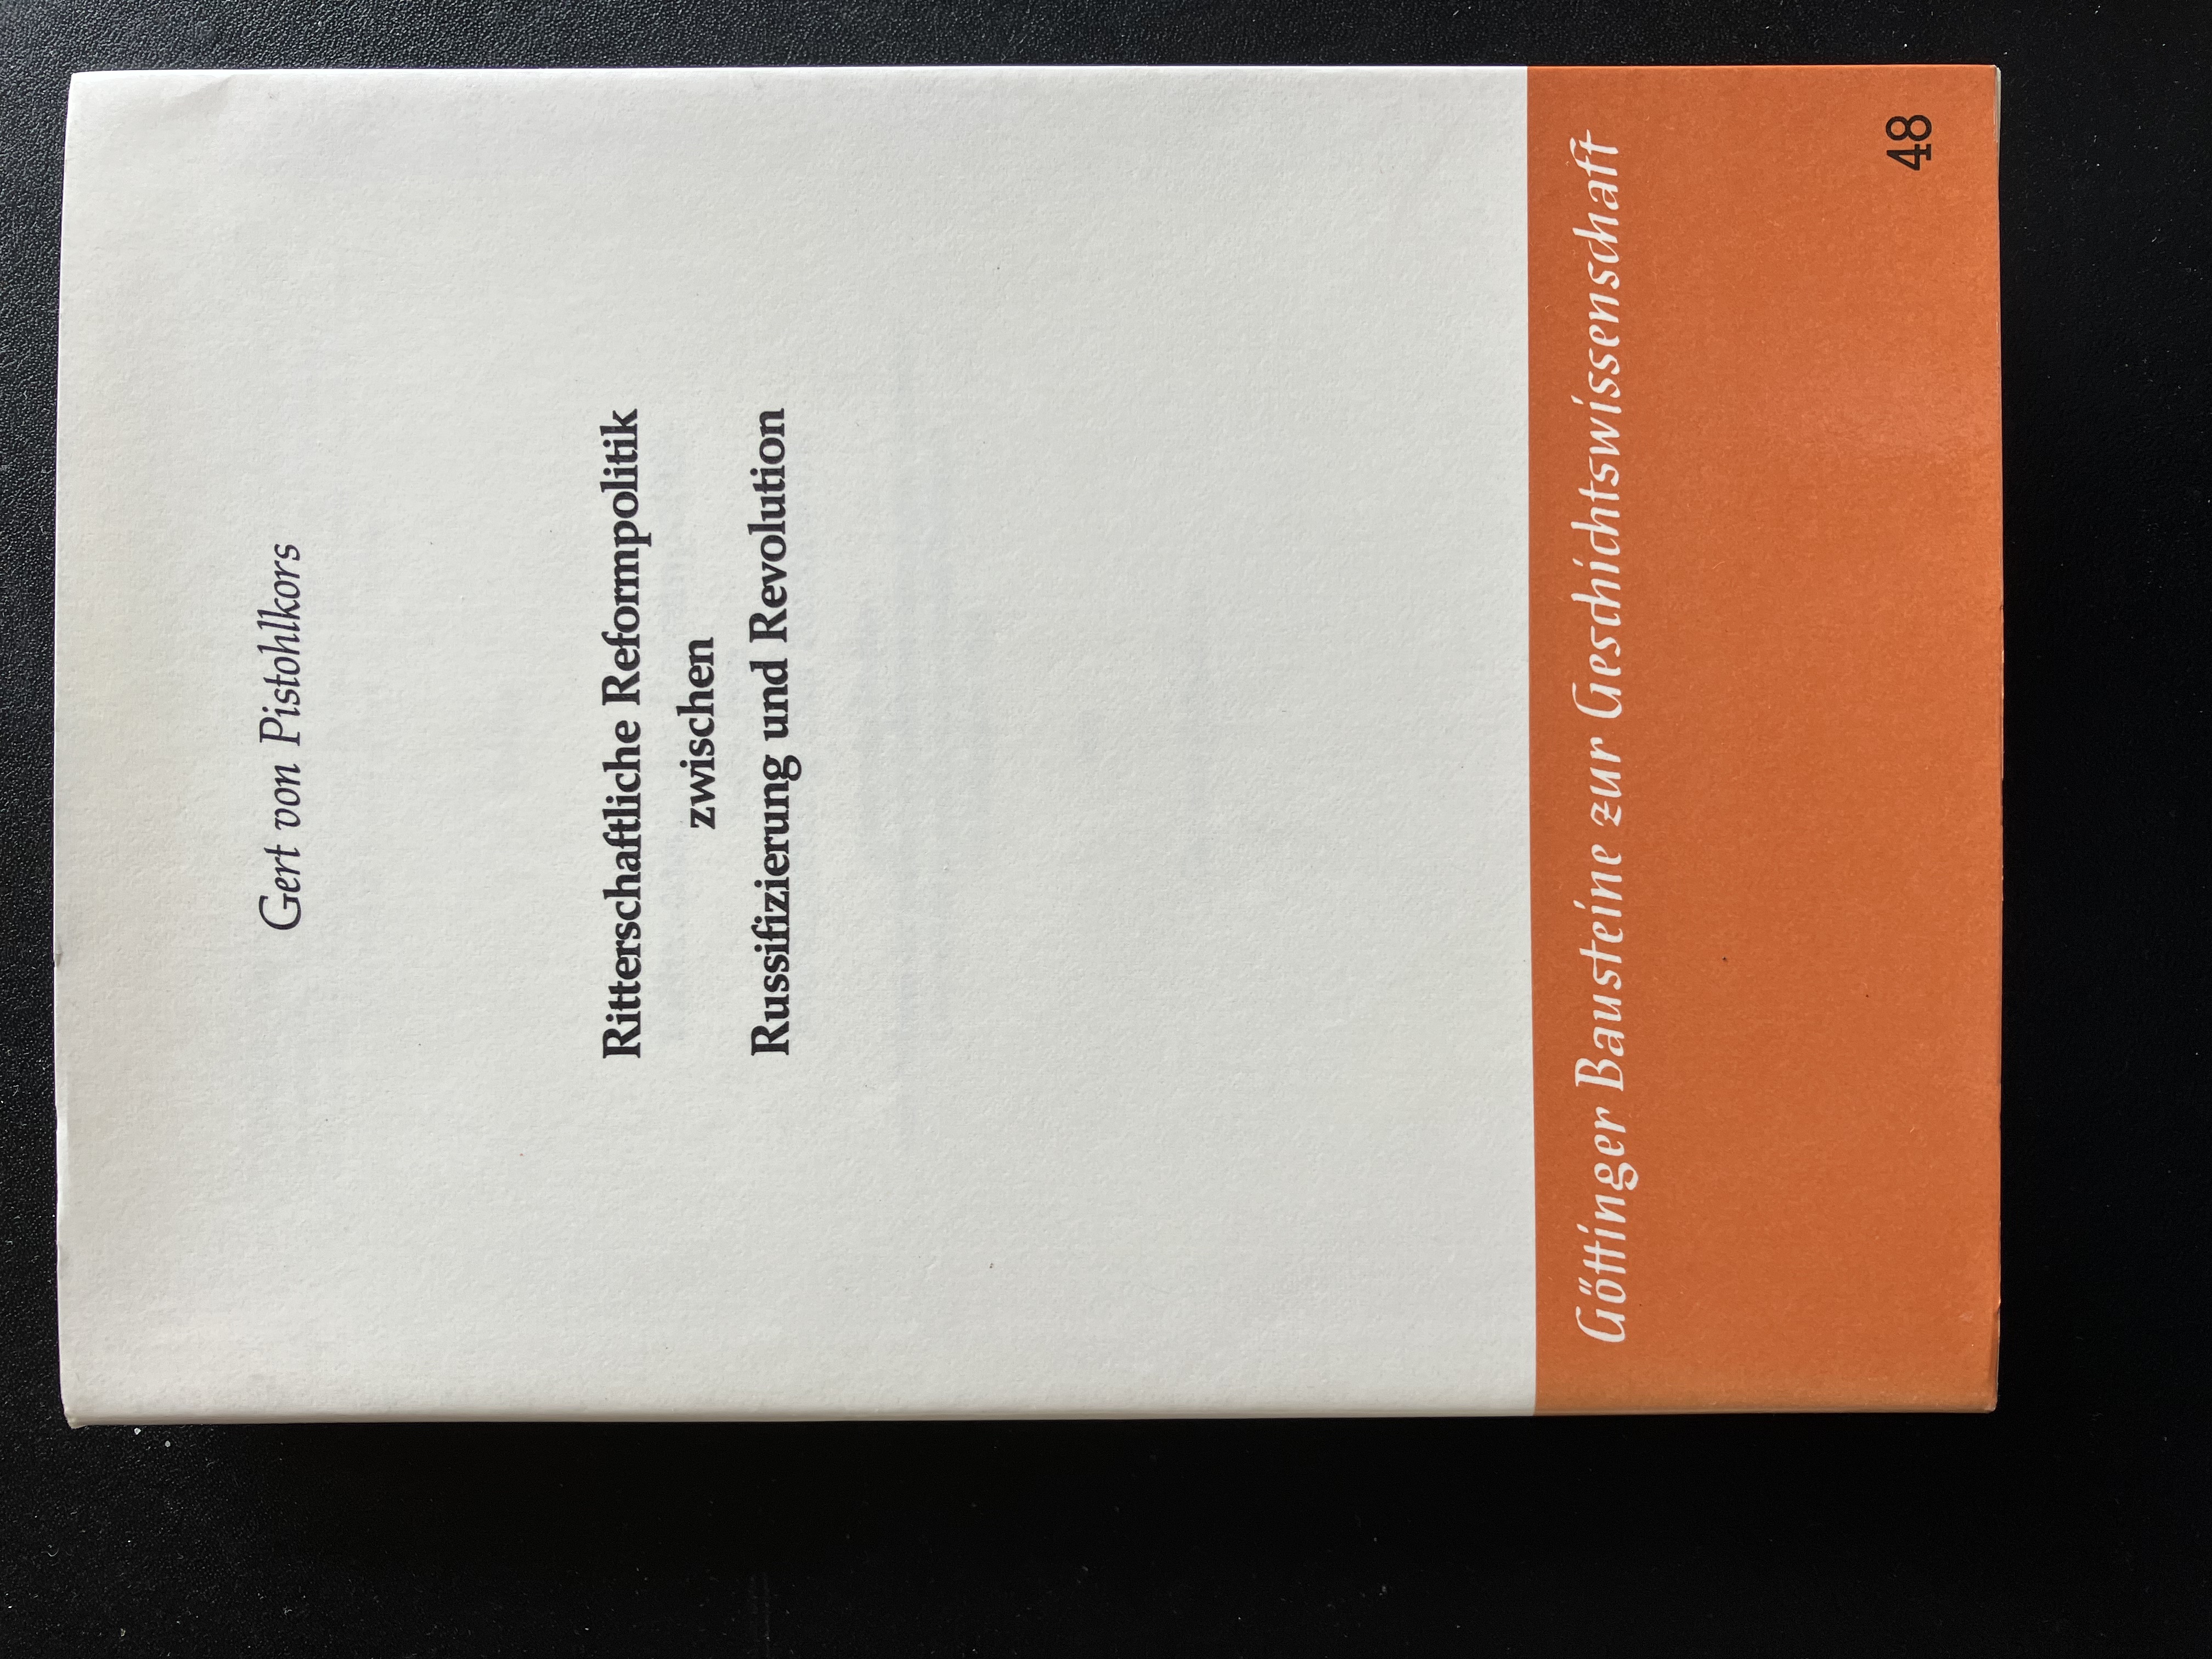 Gert von Pistohlkors
Ritterschaftliche Reformpolitik
zwischen
Russifizierung und Revolution
Göttinger Bausteine zur Geschichtswissenschaft
48